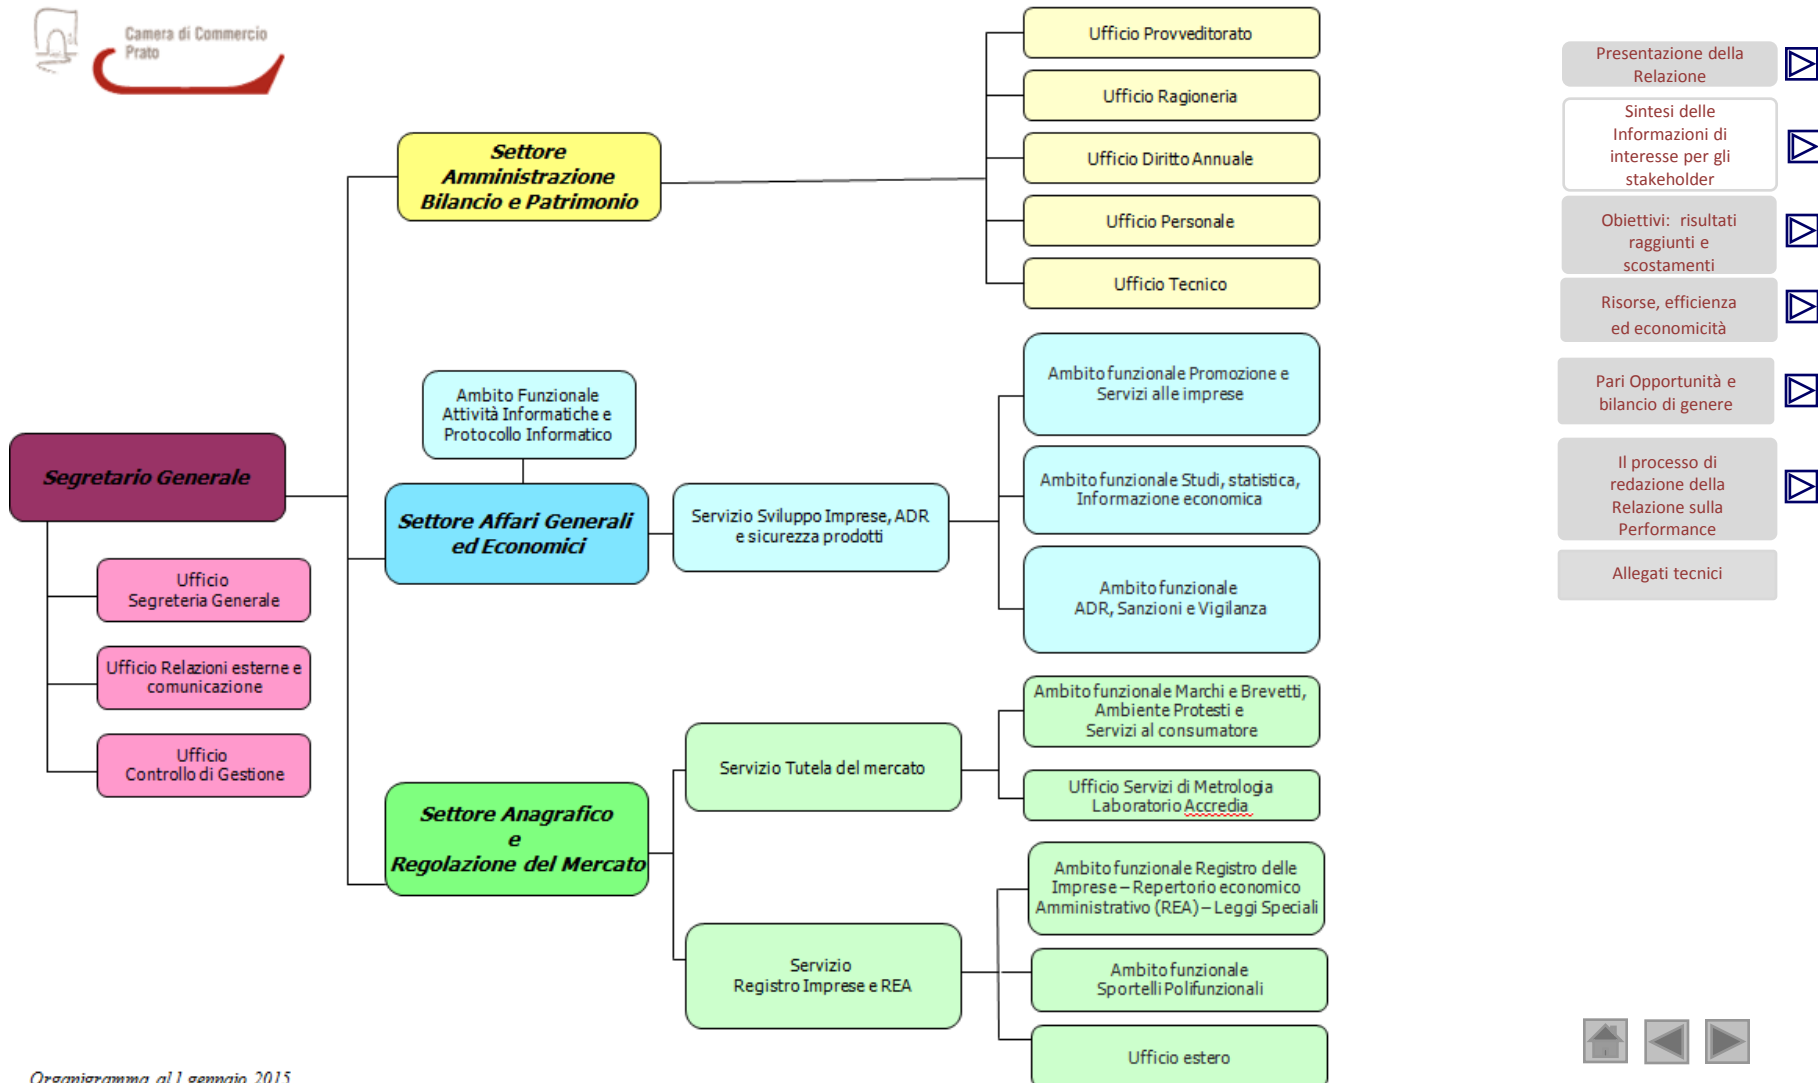 Camera di Commercio
Prato
Segretario Generale
Ufficio
Segreteria Generale
Ufficio Relazioni esterne e
comunicazione
Ufficio
Controllo di Gestione
Settore
Amministrazione
Bilancio e Patrimonio
Ufficio Provveditorato
Ufficio Ragioneria
Ufficio Diritto Annuale
Ufficio Personale
Ufficio Tecnico
Ambito Funzionale
Attività Informatiche e
Protocollo Informatico
Settore Affari Generali
ed Economici
Servizio Sviluppo Imprese, ADR
e sicurezza prodotti
Ambito funzionale Promozione e
Servizi alle imprese
Ambito funzionale Studi, statistica,
Informazione economica
Ambito funzionale
ADR, Sanzioni e Vigilanza
Settore Anagrafico
e
Regolazione del Mercato
Servizio Tutela del mercato
Ambito funzionale Marchi e Brevetti,
Ambiente Protesti e
Servizi al consumatore
Ufficio Servizi di Metrologia
Laboratorio Accredia
Servizio
Registro Imprese e REA
Ambito funzionale Registro delle
Imprese – Repertorio economico
Amministrativo (REA) – Leggi Speciali
Ambito funzionale
Sportelli Polifunzionali
Ufficio estero
Organigramma al 1 gennaio 2015
Presentazione della
Relazione
Sintesi delle
Informazioni di
interesse per gli
stakeholder
Obiettivi: risultati
raggiunti e
scostamenti
Risorse, efficienza
ed economicità
Pari Opportunità e
bilancio di genere
Il processo di
redazione della
Relazione sulla
Performance
Allegati tecnici